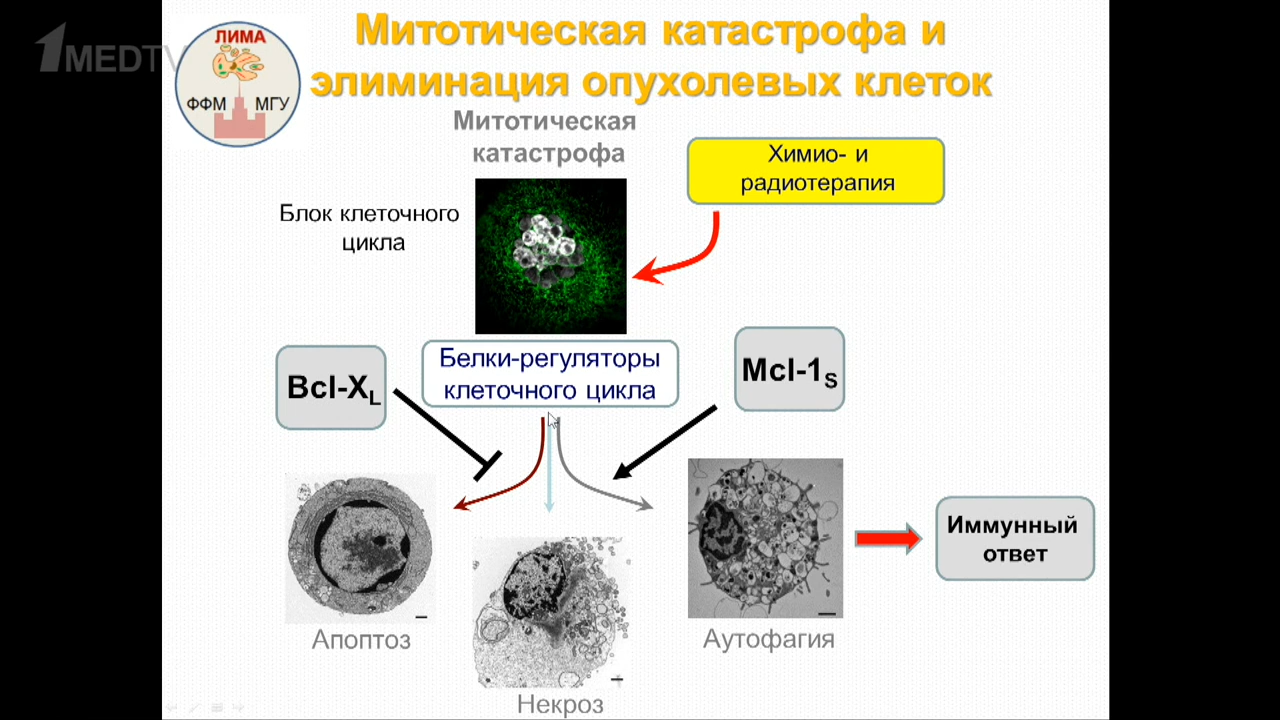 1MEDTV
ЛИМА
ФФМ МГУ
Митотическая катастрофа и
элиминация опухолевых клеток
Митотическая
катастрофа
Химио- и
радиотерапия
Блок клеточного
цикла
Bcl-XL
Белки-регуляторы
клеточного цикла
Mcl-1S
Иммунный
ответ
Апоптоз
Некроз
Аутофагия